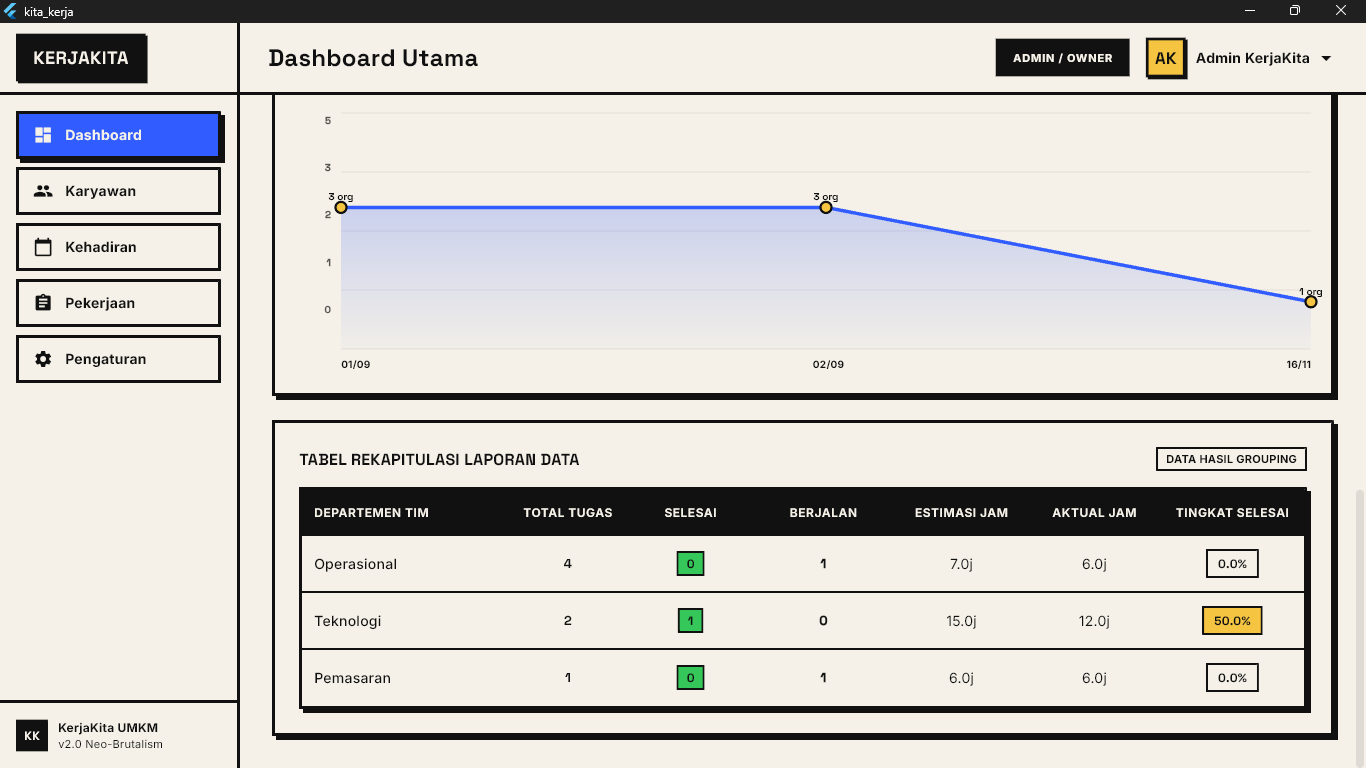 kita_kerja
KERJAKITA
Dashboard Utama
ADMIN / OWNER
AK
Admin KerjaKita
Dashboard
Karyawan
Kehadiran
Pekerjaan
Pengaturan
KK
KerjaKita UMKM
v2.0 Neo-Brutalism
5
3
2
1
0
3 org
3 org
1 org
01/09
02/09
16/11
TABEL REKAPITULASI LAPORAN DATA
DATA HASIL GROUPING
DEPARTEMEN TIM TOTAL TUGAS SELESAI BERJALAN ESTIMASI JAM AKTUAL JAM TINGKAT SELESAI
Operasional 4 0 1 7.0j 6.0j 0.0%
Teknologi 2 1 0 15.0j 12.0j 50.0%
Pemasaran 1 0 1 6.0j 6.0j 0.0%